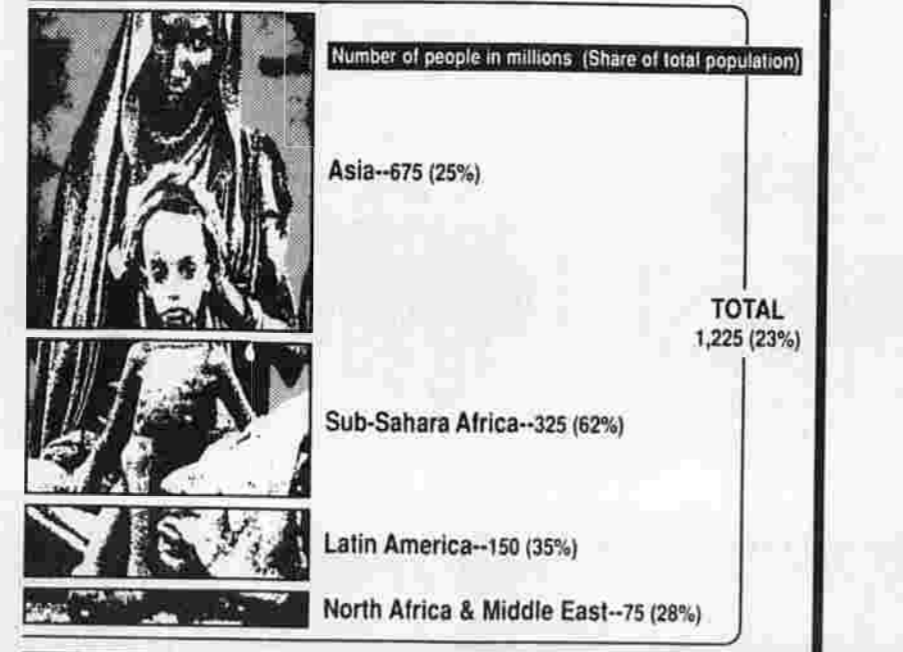 Number of people in millions (Share of total population)
Asia--675 (25%)
TOTAL
1,225 (23%)
Sub-Sahara Africa--325 (62%)
Latin America--150 (35%)
North Africa & Middle East--75 (28%)